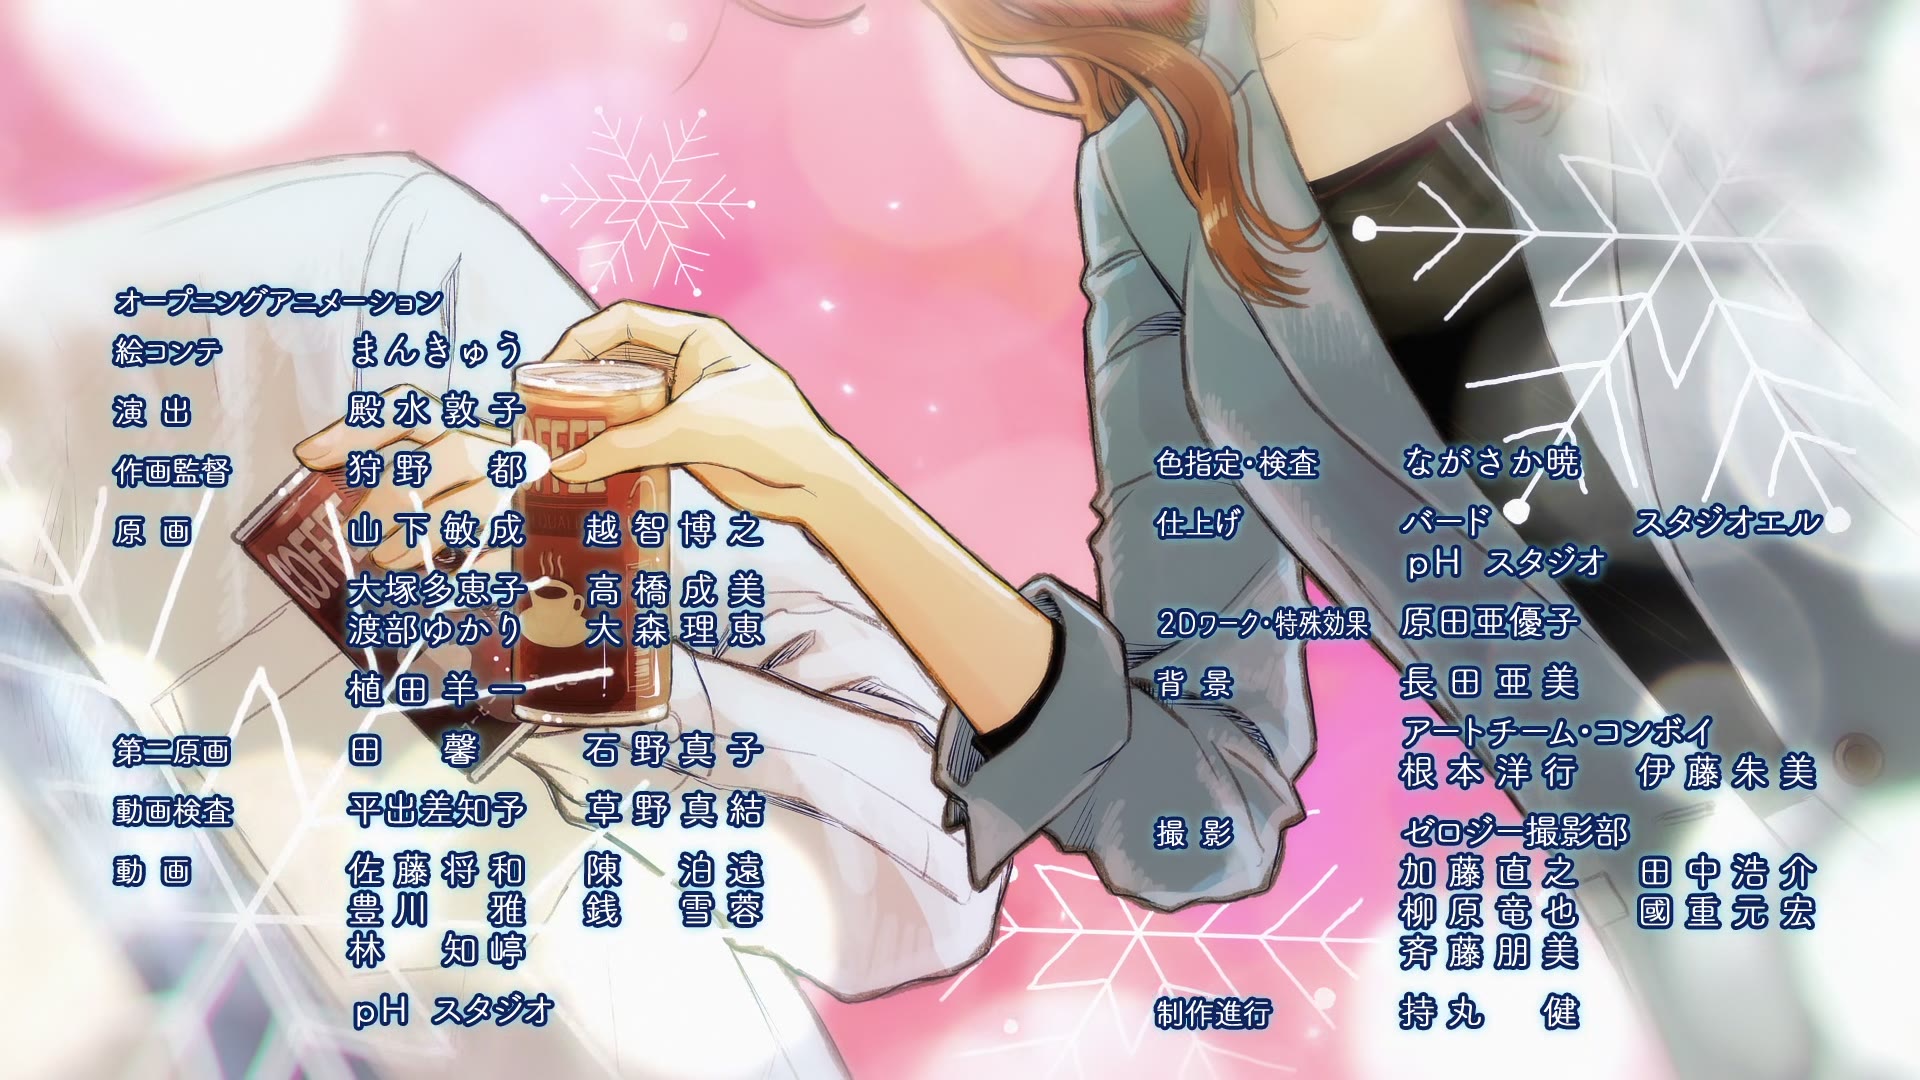 オープニングアニメーション
絵コンテ まんきゅう
演出 殿水敦子
作画監督 狩野 都
原画 山下敏成 越智博之
大塚多恵子 高橋成美
渡部ゆかり 大森理恵
植田羊一
第二原画 田 馨 石野真子
動画検査 平出差知予 草野真結
動画 佐藤将和 陳 泊遠
豊川 雅 銭 雪蓉
林 知崢
pH スタジオ
色指定・検査 ながさか暁
仕上げ バード スタジオエル
pH スタジオ
2Dワーク・特殊効果 原田亜優子
背景 長田亜美
アートチーム・コンボイ
根本洋行 伊藤朱美
撮影 ゼロジー撮影部
加藤直之 田中浩介
柳原竜也 國重元宏
斉藤朋美
制作進行 持丸 健
COFFEE
COFFEE